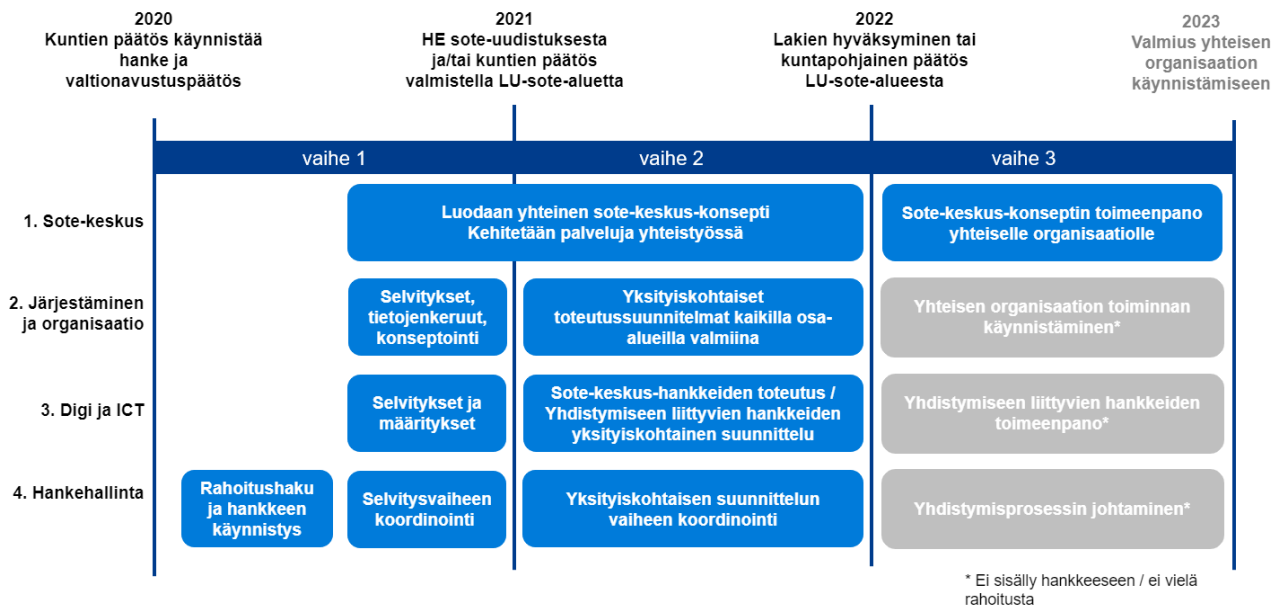 2020
Kuntien päätös käynnistää
hanke ja
valtionavustuspäätös
2021
HE sote-uudistuksesta
ja/tai kuntien päätös
valmistella LU-sote-aluetta
2022
Lakien hyväksyminen tai
kuntapohjainen päätös
LU-sote-alueesta
2023
Valmius yhteisen
organisaation
käynnistämiseen
vaihe 1
vaihe 2
vaihe 3
1. Sote-keskus
Luodaan yhteinen sote-keskus-konsepti
Kehitetään palveluja yhteistyössä
Sote-keskus-konseptin toimeenpano
yhteiselle organisaatiolle
2. Järjestäminen
ja organisaatio
Selvitykset,
tietojenkeruut,
konseptointi
Yksityiskohtaiset
toteutussuunnitelmat kaikilla osa-
alueilla valmiina
Yhteisen organisaation toiminnan
käynnistäminen*
3. Digi ja ICT
Selvitykset ja
määritykset
Sote-keskus-hankkeiden toteutus /
Yhdistymiseen liittyvien hankkeiden
yksityiskohtainen suunnittelu
Yhdistymiseen liittyvien hankkeiden
toimeenpano*
4. Hankehallinta
Rahoitushaku
ja hankkeen
käynnistys
Selvitysvaiheen
koordinointi
Yksityiskohtaisen suunnittelun
vaiheen koordinointi
Yhdistymisprosessin johtaminen*
* Ei sisälly hankkeeseen / ei vielä
rahoitusta